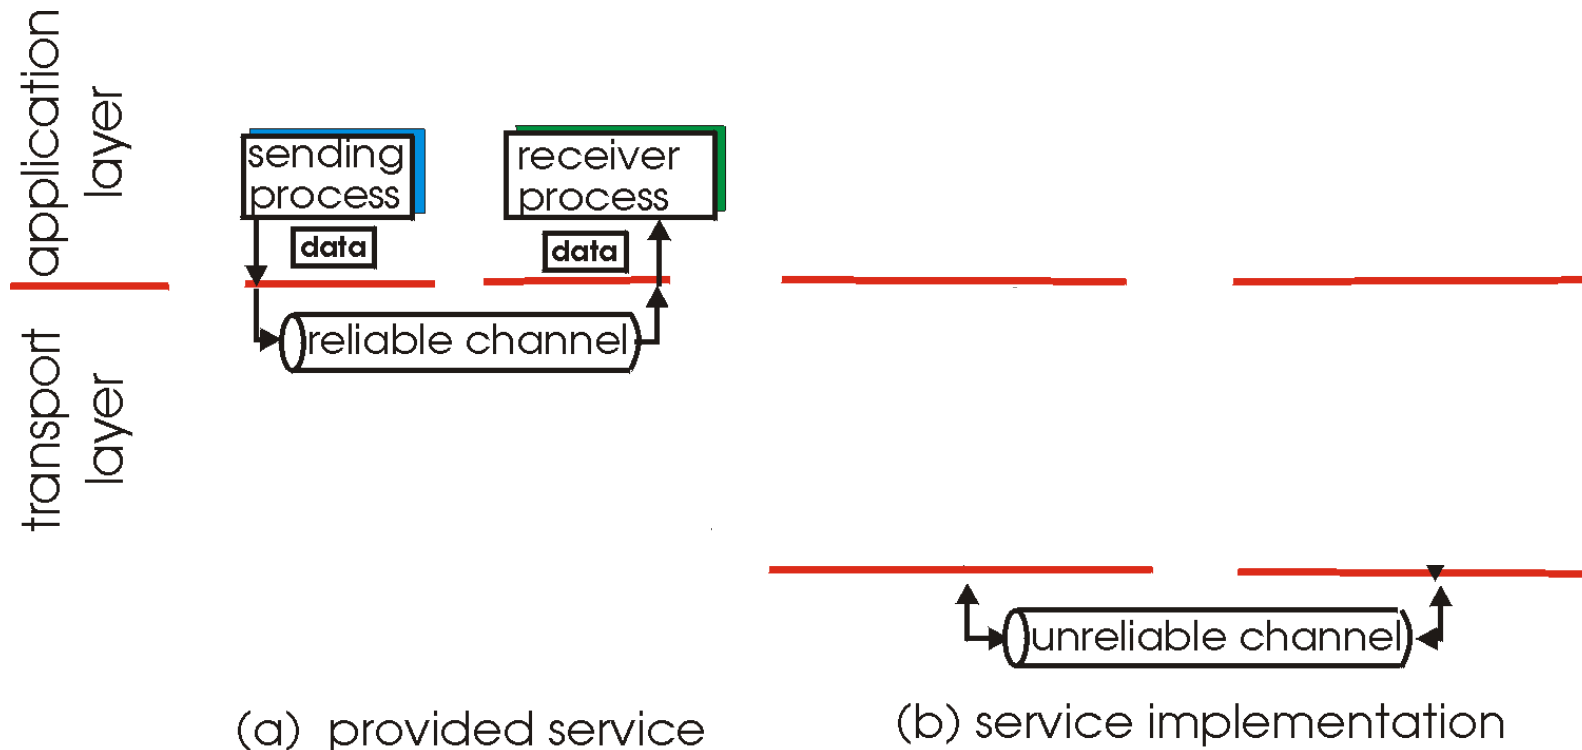 application
layer
transport
layer
sending
process
data
receiver
process
data
reliable channel
unreliable channel
(a) provided service
(b) service implementation